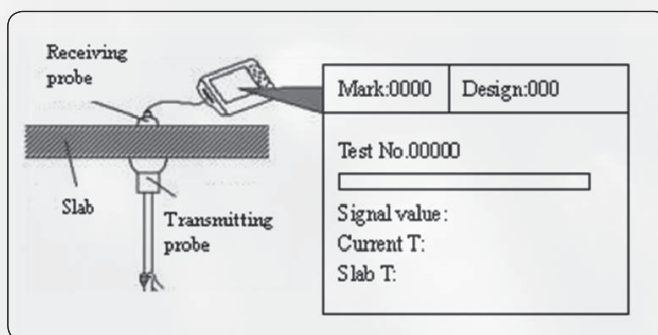 Receiving
probe
Slab
Transmitting
probe
Mark:0000 Design:000
Test No.00000
Signal value:
Current T:
Slab T: